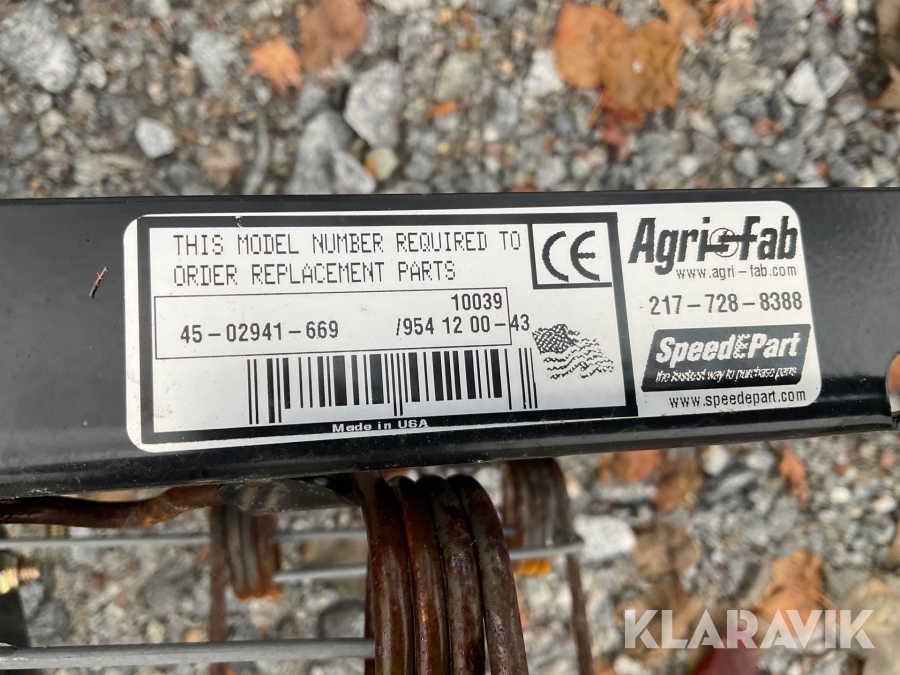 THIS MODEL NUMBER REQUIRED TO
ORDER REPLACEMENT PARTS
10039
45-02941-669 /954 12 00-43
Made in USA
CE
Agri-Fab
www.agri-fab.com
217-728-8388
SpeedEPart
the fastest way to purchase parts
www.speedepart.com
KLARAVIK